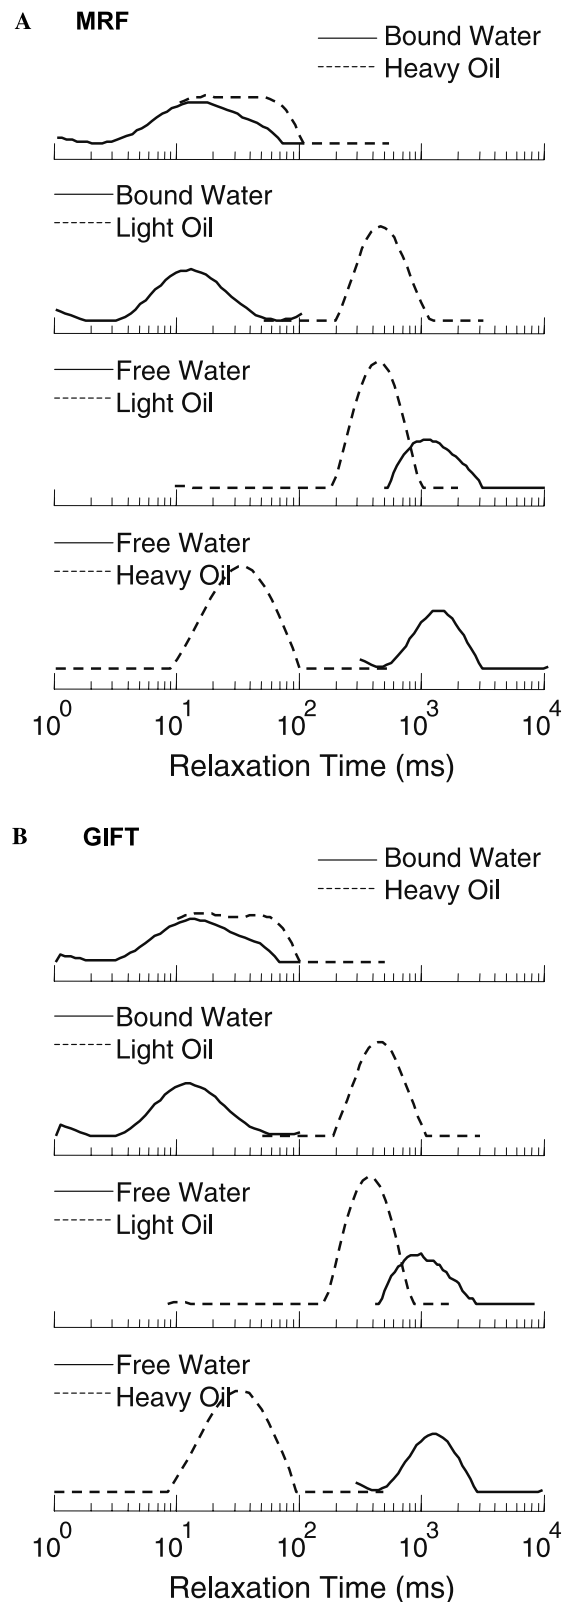 A MRF
Bound Water
Heavy Oil
Bound Water
Light Oil
Free Water
Light Oil
Free Water
Heavy Oil
10^0 10^1 10^2 10^3 10^4
Relaxation Time (ms)
B GIFT
Bound Water
Heavy Oil
Bound Water
Light Oil
Free Water
Light Oil
Free Water
Heavy Oil
10^0 10^1 10^2 10^3 10^4
Relaxation Time (ms)